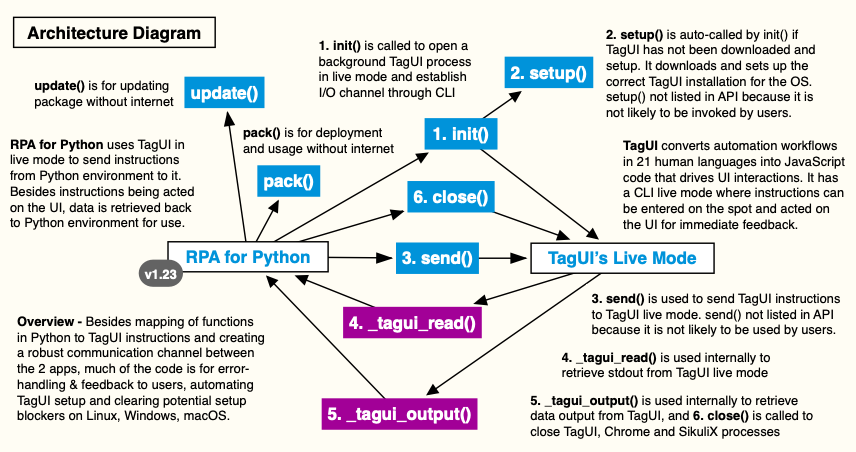 Architecture Diagram
update() is for updating
package without internet
update()
1. init() is called to open a
background TagUI process
in live mode and establish
I/O channel through CLI
2. setup()
2. setup() is auto-called by init() if
TagUI has not been downloaded and
setup. It downloads and sets up the
correct TagUI installation for the OS.
setup() not listed in API because it is
not likely to be invoked by users.
RPA for Python uses TagUI in
live mode to send instructions
from Python environment to it.
Besides instructions being acted
on the UI, data is retrieved back
to Python environment for use.
pack() is for deployment
and usage without internet
pack()
1. init()
6. close()
TagUI converts automation workflows
in 21 human languages into JavaScript
code that drives UI interactions. It has
a CLI live mode where instructions can
be entered on the spot and acted on
the UI for immediate feedback.
RPA for Python
v1.23
3. send()
TagUI's Live Mode
4. _tagui_read()
5. _tagui_output()
Overview - Besides mapping of functions
in Python to TagUI instructions and creating
a robust communication channel between
the 2 apps, much of the code is for error-
handling & feedback to users, automating
TagUI setup and clearing potential setup
blockers on Linux, Windows, macOS.
3. send() is used to send TagUI instructions
to TagUI live mode. send() not listed in API
because it is not likely to be used by users.
4. _tagui_read() is used internally to
retrieve stdout from TagUI live mode
5. _tagui_output() is used internally to retrieve
data output from TagUI, and 6. close() is called to
close TagUI, Chrome and SikuliX processes